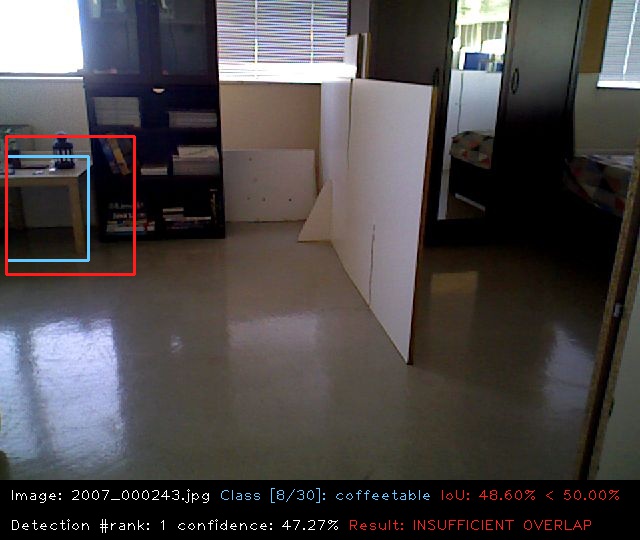 Image: 2007_000243.jpg Class [8/30]: coffeetable IoU: 48.60% < 50.00%
Detection #rank: 1 confidence: 47.27% Result: INSUFFICIENT OVERLAP